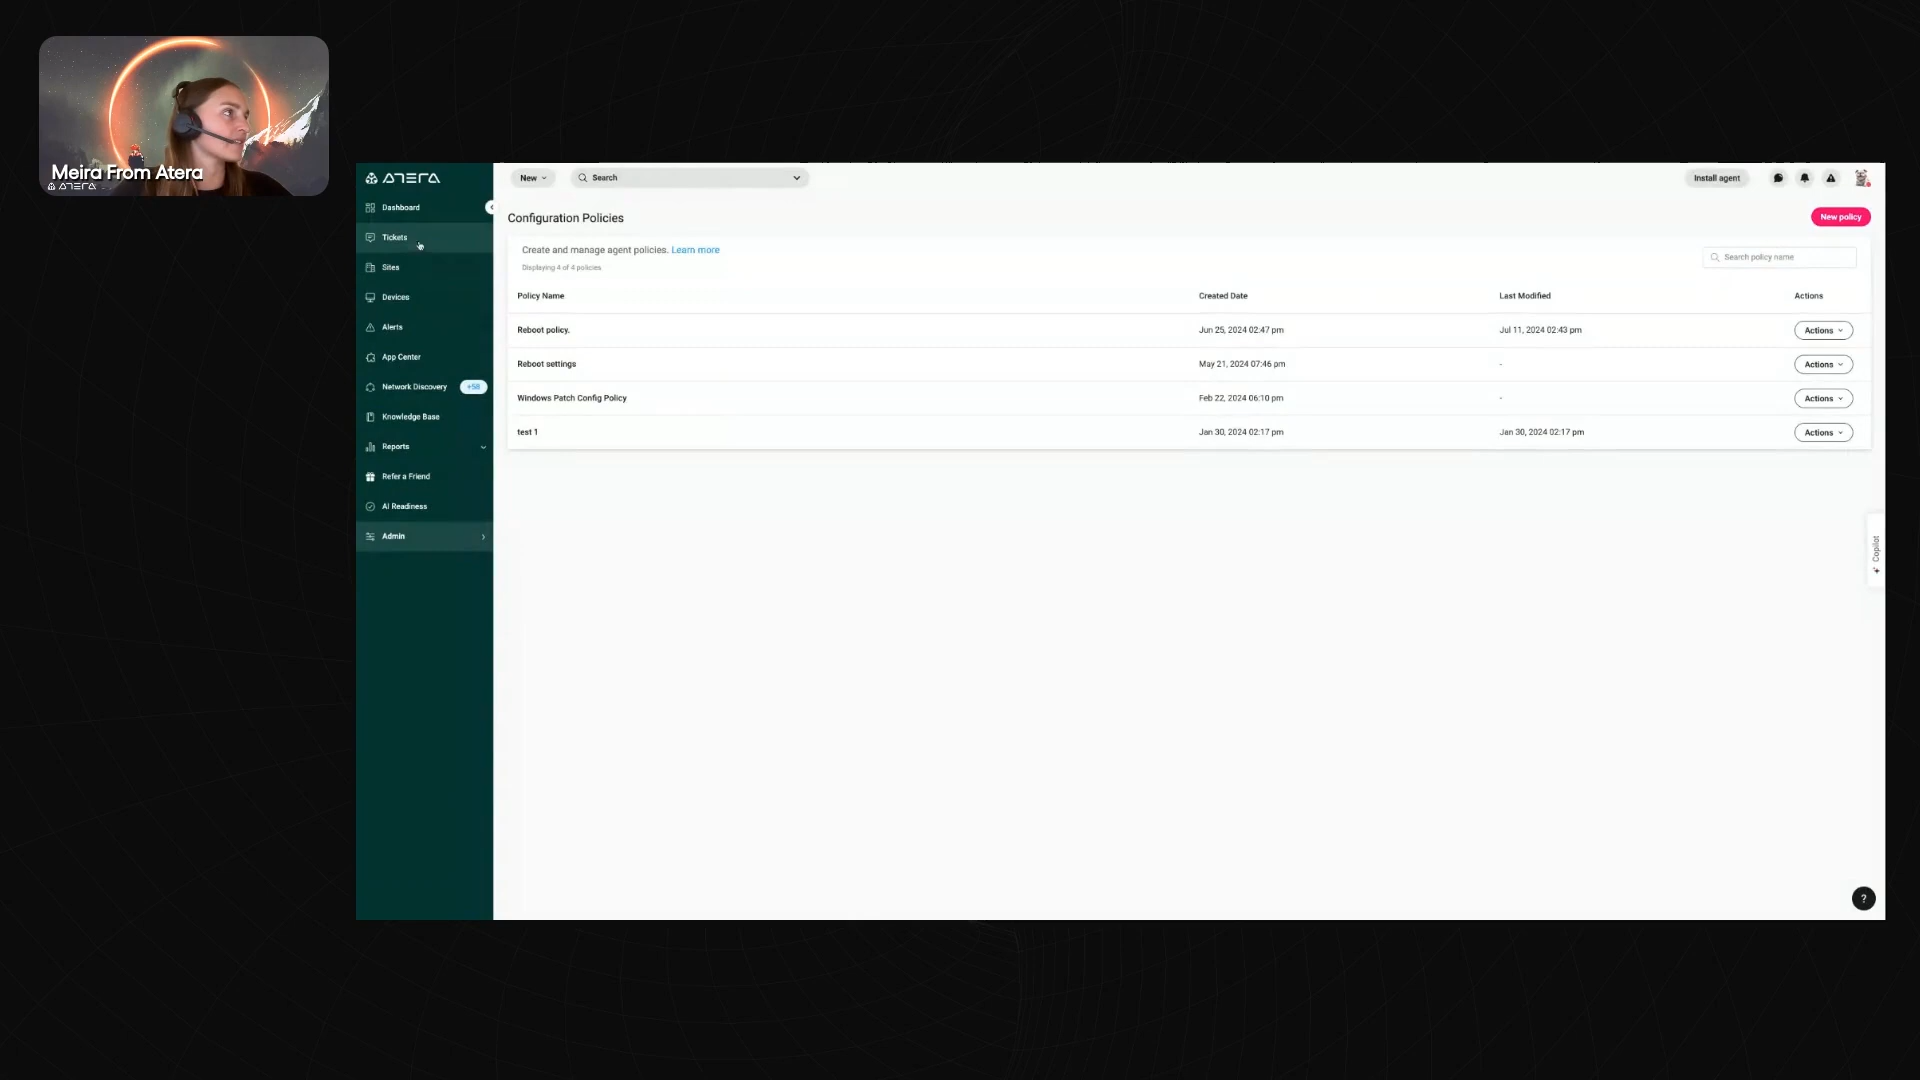 Meira From Atera
ATERA
ATERA
New
Search
Install agent
Dashboard
Tickets
Sites
Devices
Alerts
App Center
Network Discovery +58
Knowledge Base
Reports
Refer a Friend
AI Readiness
Admin
Configuration Policies
New policy
Create and manage agent policies. Learn more
Displaying 4 of 4 policies
Search policy name
Policy Name Created Date Last Modified Actions
Reboot policy. Jun 25, 2024 02:47 pm Jul 11, 2024 02:43 pm Actions
Reboot settings May 21, 2024 07:46 pm - Actions
Windows Patch Config Policy Feb 22, 2024 06:10 pm - Actions
test 1 Jan 30, 2024 02:17 pm Jan 30, 2024 02:17 pm Actions
Copilot
?